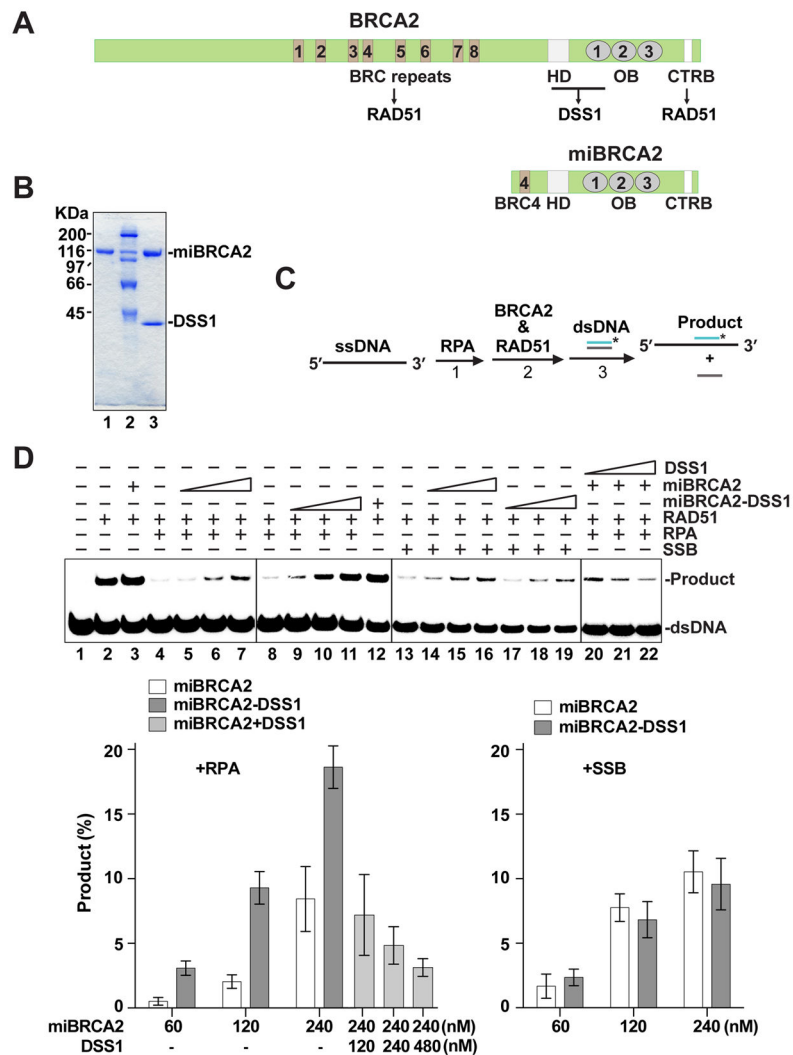 A
BRCA2
1 2 3 4 5 6 7 8 1 2 3
BRC repeats HD OB CTRB
RAD51 DSS1 RAD51
miBRCA2
4 1 2 3
BRC4 HD OB CTRB
B
KDa
200-
116- -miBRCA2
97´
66-
45- -DSS1
1 2 3
C
ssDNA
5′ 3′
RPA
1
BRCA2
&
RAD51
2
dsDNA
*
3
Product
5′ * 3′
+
D
– – – – – – – – – – – – – – – – – – – DSS1
– – + – – – – – – – – – + + + miBRCA2
– – – – – – – – + – – – – – – – miBRCA2-DSS1
– + + + + + + + + + + + + + + + + + + + + + RAD51
– – – + + + + + + + + – – – – – – – – + + + RPA
– – – – – – – – – – – – + + + + + + + – – – SSB
-Product
-dsDNA
1 2 3 4 5 6 7 8 9 10 11 12 13 14 15 16 17 18 19 20 21 22
miBRCA2
miBRCA2-DSS1
miBRCA2+DSS1
+RPA
Product (%)
20
15
10
5
0
miBRCA2 60 120 240 240 240 240 (nM)
DSS1 - - - 120 240 480 (nM)
miBRCA2
miBRCA2-DSS1
+SSB
20
15
10
5
0
60 120 240 (nM)